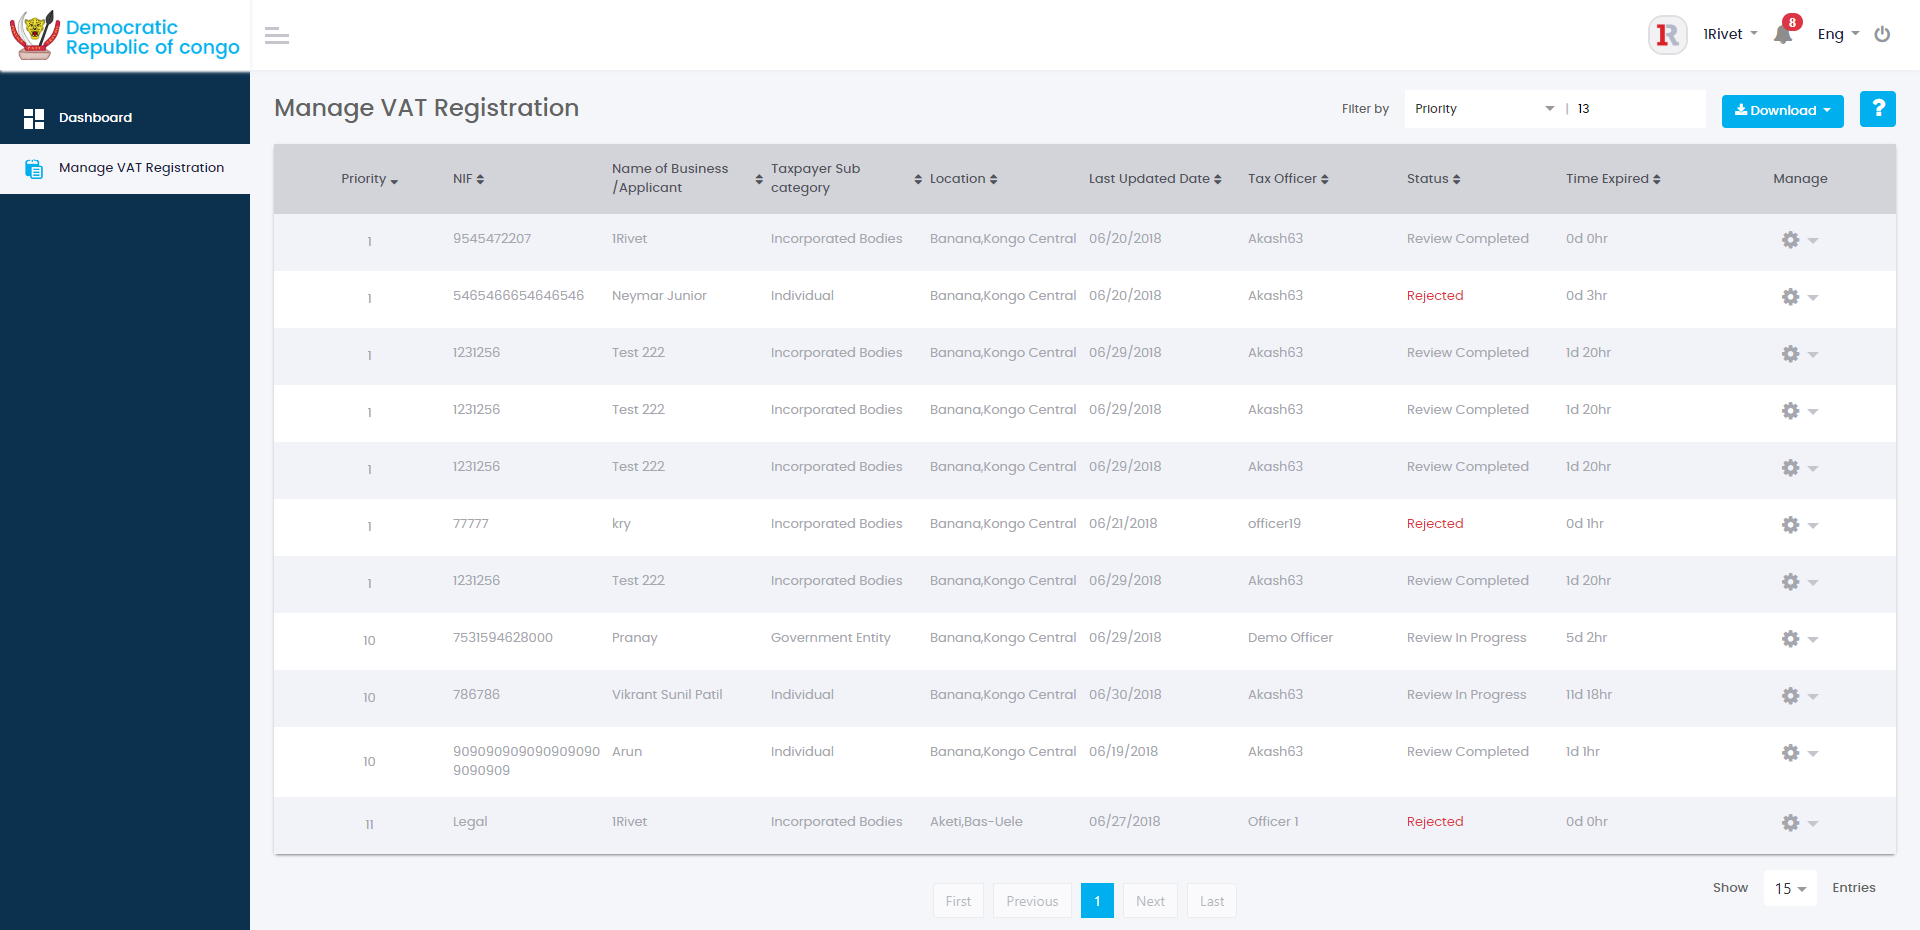 Democratic
Republic of congo
1R
1Rivet
8
Eng
Dashboard
Manage VAT Registration
Manage VAT Registration
Filter by Priority | 13 Download ?
Priority NIF Name of Business /Applicant Taxpayer Sub category Location Last Updated Date Tax Officer Status Time Expired Manage
1 9545472207 1Rivet Incorporated Bodies Banana,Kongo Central 06/20/2018 Akash63 Review Completed 0d 0hr
1 5465466654646546 Neymar Junior Individual Banana,Kongo Central 06/20/2018 Akash63 Rejected 0d 3hr
1 1231256 Test 222 Incorporated Bodies Banana,Kongo Central 06/29/2018 Akash63 Review Completed 1d 20hr
1 1231256 Test 222 Incorporated Bodies Banana,Kongo Central 06/29/2018 Akash63 Review Completed 1d 20hr
1 1231256 Test 222 Incorporated Bodies Banana,Kongo Central 06/29/2018 Akash63 Review Completed 1d 20hr
1 77777 kry Incorporated Bodies Banana,Kongo Central 06/21/2018 officer19 Rejected 0d 1hr
1 1231256 Test 222 Incorporated Bodies Banana,Kongo Central 06/29/2018 Akash63 Review Completed 1d 20hr
10 7531594628000 Pranay Government Entity Banana,Kongo Central 06/29/2018 Demo Officer Review In Progress 5d 2hr
10 786786 Vikrant Sunil Patil Individual Banana,Kongo Central 06/30/2018 Akash63 Review In Progress 11d 18hr
10 909090909090909090 Arun Individual Banana,Kongo Central 06/19/2018 Akash63 Review Completed 1d 1hr
9090909
11 Legal 1Rivet Incorporated Bodies Aketi,Bas-Uele 06/27/2018 Officer 1 Rejected 0d 0hr
First Previous 1 Next Last
Show 15 Entries